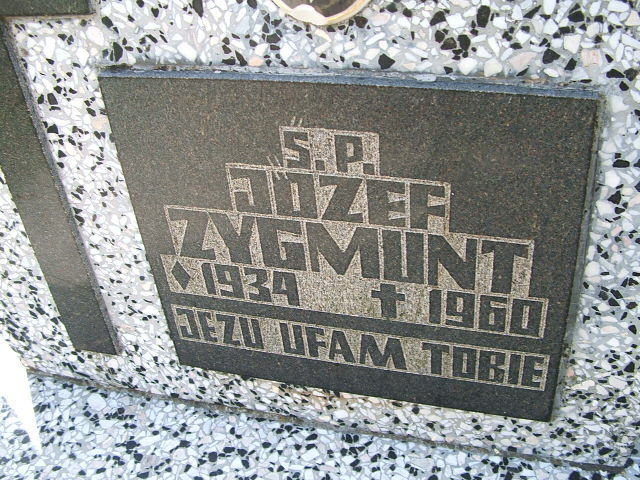 Ś.P.
JÓZEF
ZYGMUNT
♦1934 ✝1960
JEZU UFAM TOBIE